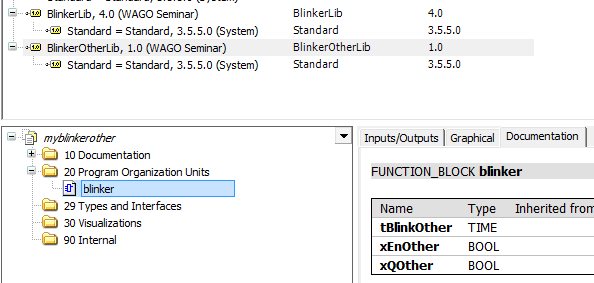 BlinkerLib, 4.0 (WAGO Seminar) BlinkerLib 4.0
Standard = Standard, 3.5.5.0 (System) Standard 3.5.5.0
BlinkerOtherLib, 1.0 (WAGO Seminar) BlinkerOtherLib 1.0
Standard = Standard, 3.5.5.0 (System) Standard 3.5.5.0
myblinkerother
10 Documentation
20 Program Organization Units
blinker
29 Types and Interfaces
30 Visualizations
90 Internal
Inputs/Outputs Graphical Documentation
FUNCTION_BLOCK blinker
Name Type Inherited from
tBlinkOther TIME
xEnOther BOOL
xQOther BOOL